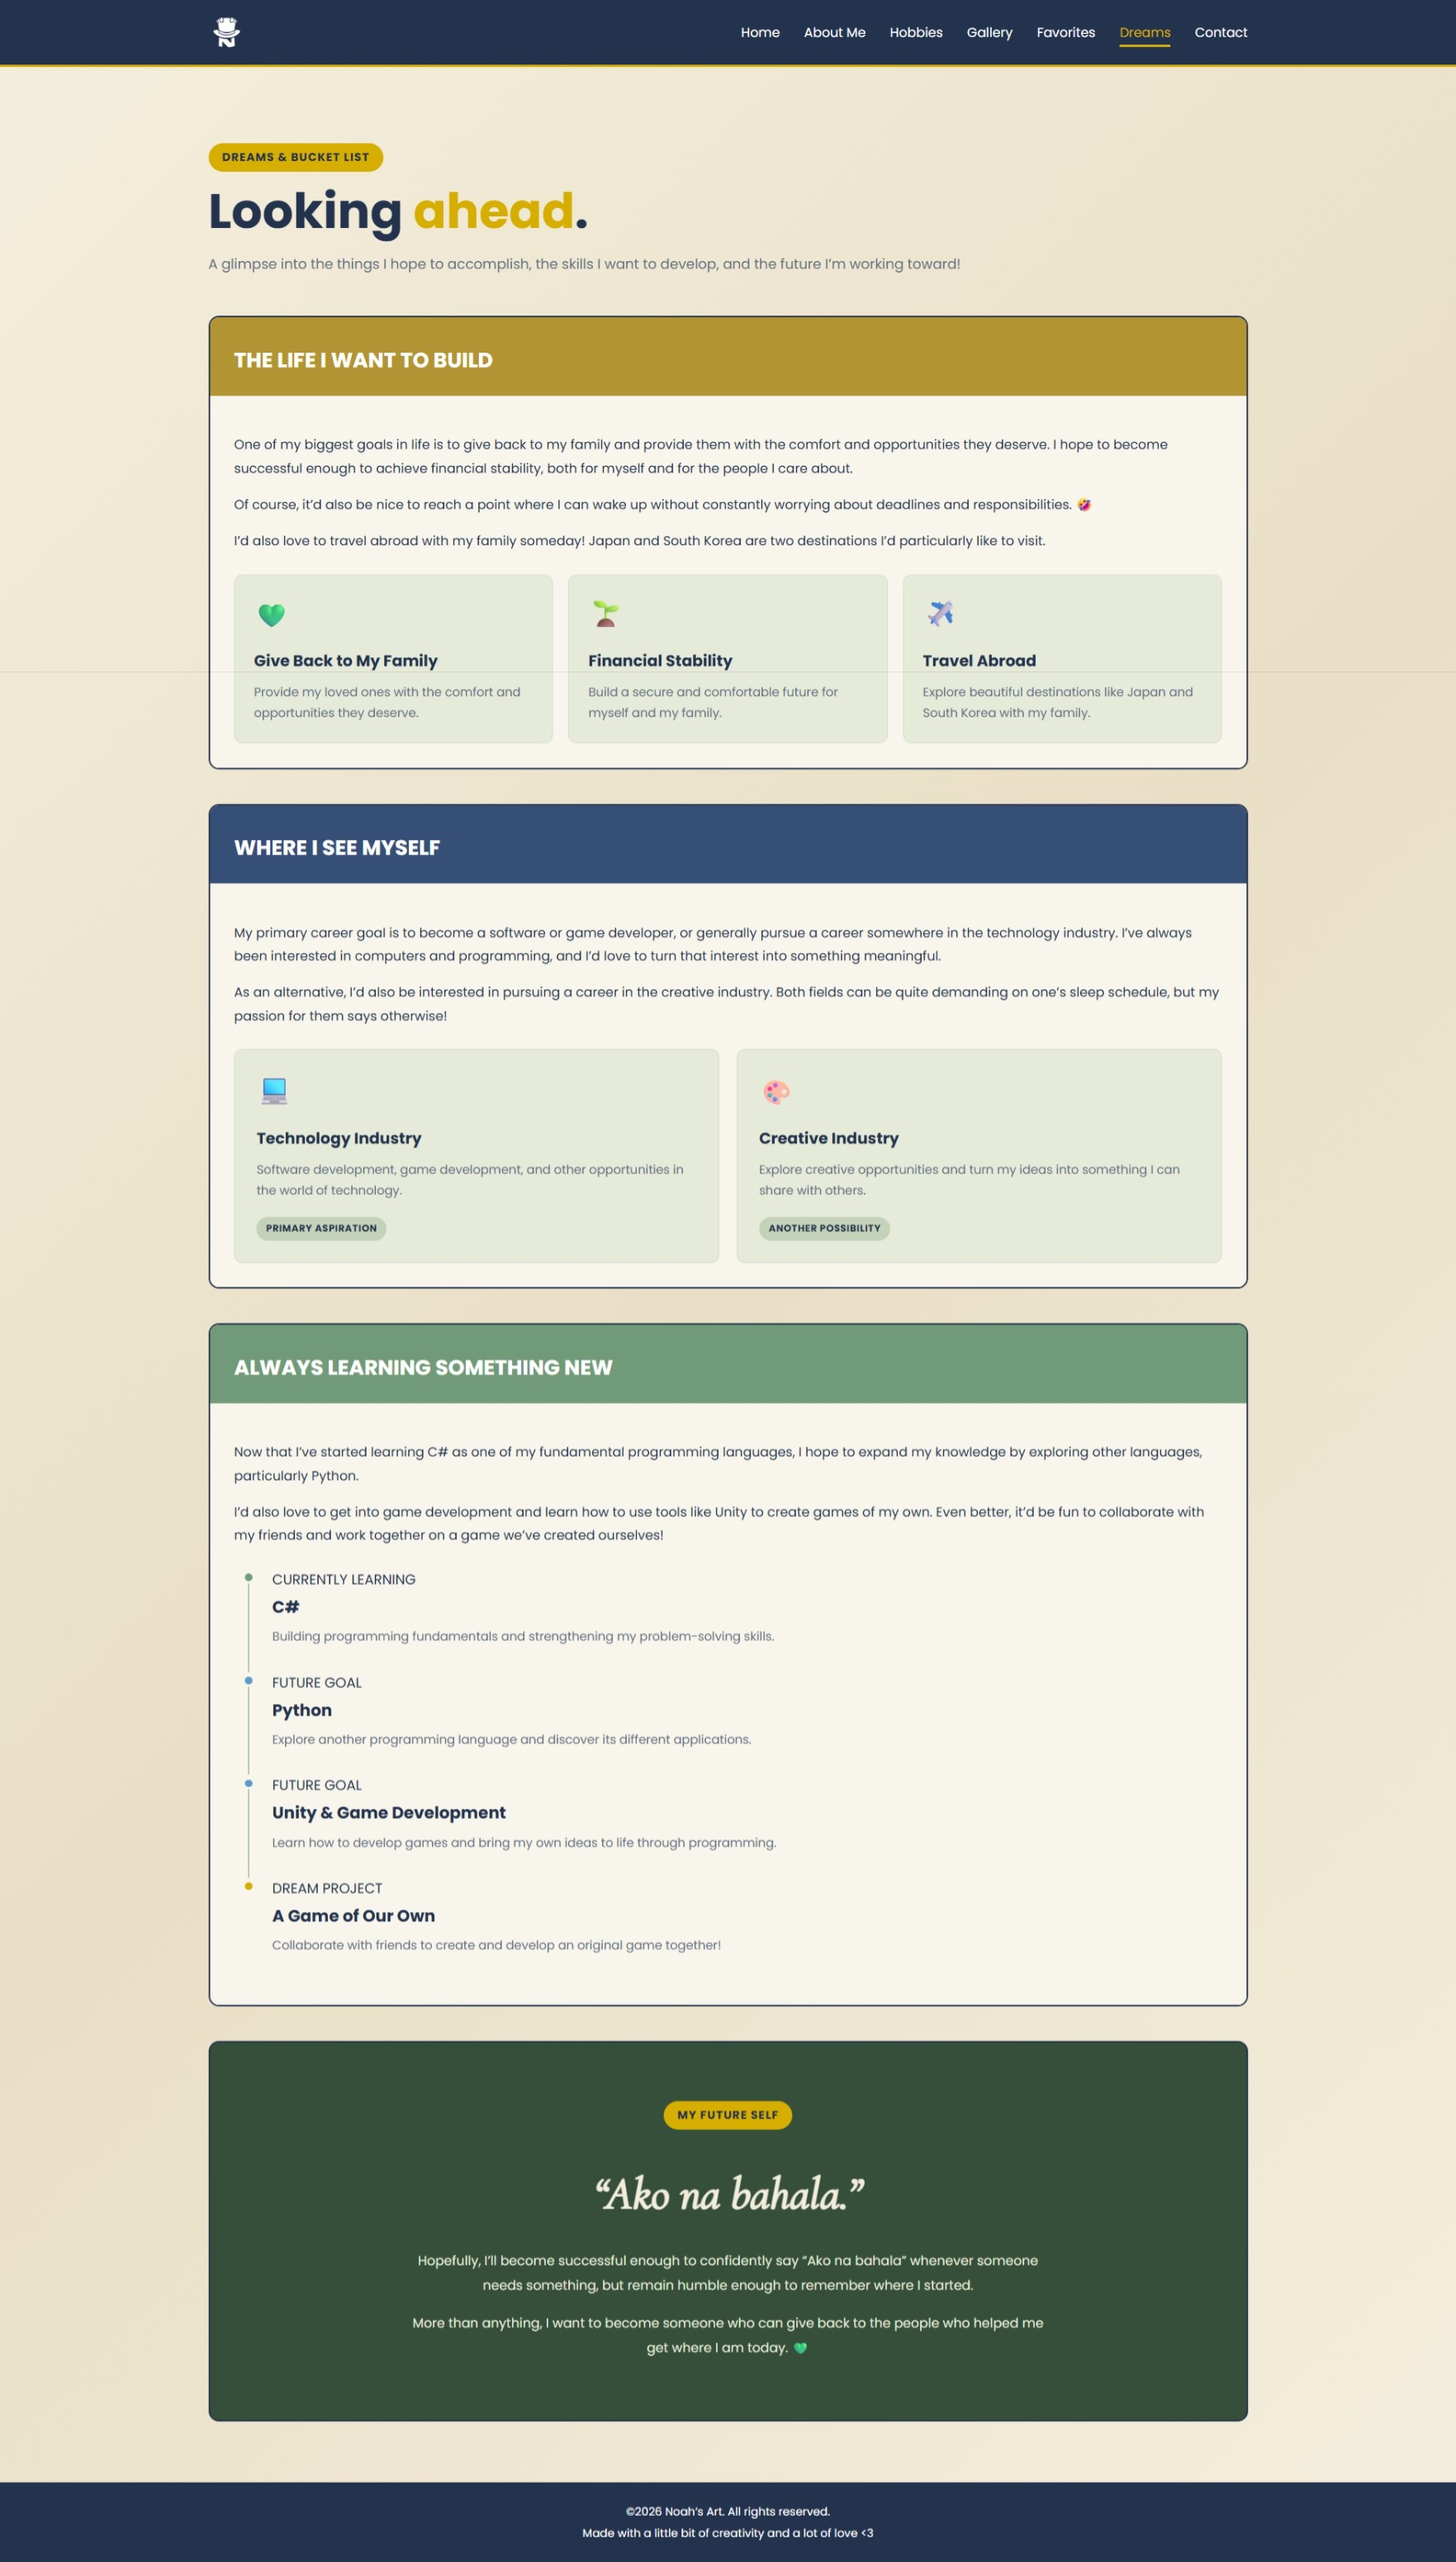 N
Home
About Me
Hobbies
Gallery
Favorites
Dreams
Contact
DREAMS & BUCKET LIST
Looking ahead.
A glimpse into the things I hope to accomplish, the skills I want to develop, and the future I’m working toward!
THE LIFE I WANT TO BUILD
One of my biggest goals in life is to give back to my family and provide them with the comfort and opportunities they deserve. I hope to become
successful enough to achieve financial stability, both for myself and for the people I care about.
Of course, it’d also be nice to reach a point where I can wake up without constantly worrying about deadlines and responsibilities. 🤣
I’d also love to travel abroad with my family someday! Japan and South Korea are two destinations I’d particularly like to visit.
Give Back to My Family
Provide my loved ones with the comfort and
opportunities they deserve.
Financial Stability
Build a secure and comfortable future for
myself and my family.
Travel Abroad
Explore beautiful destinations like Japan and
South Korea with my family.
WHERE I SEE MYSELF
My primary career goal is to become a software or game developer, or generally pursue a career somewhere in the technology industry. I’ve always
been interested in computers and programming, and I’d love to turn that interest into something meaningful.
As an alternative, I’d also be interested in pursuing a career in the creative industry. Both fields can be quite demanding on one’s sleep schedule, but my
passion for them says otherwise!
Technology Industry
Software development, game development, and other opportunities in
the world of technology.
PRIMARY ASPIRATION
Creative Industry
Explore creative opportunities and turn my ideas into something I can
share with others.
ANOTHER POSSIBILITY
ALWAYS LEARNING SOMETHING NEW
Now that I’ve started learning C# as one of my fundamental programming languages, I hope to expand my knowledge by exploring other languages,
particularly Python.
I’d also love to get into game development and learn how to use tools like Unity to create games of my own. Even better, it’d be fun to collaborate with
my friends and work together on a game we’ve created ourselves!
CURRENTLY LEARNING
C#
Building programming fundamentals and strengthening my problem-solving skills.
FUTURE GOAL
Python
Explore another programming language and discover its different applications.
FUTURE GOAL
Unity & Game Development
Learn how to develop games and bring my own ideas to life through programming.
DREAM PROJECT
A Game of Our Own
Collaborate with friends to create and develop an original game together!
MY FUTURE SELF
“Ako na bahala.”
Hopefully, I’ll become successful enough to confidently say “Ako na bahala” whenever someone
needs something, but remain humble enough to remember where I started.
More than anything, I want to become someone who can give back to the people who helped me
get where I am today. 💚
©2026 Noah’s Art. All rights reserved.
Made with a little bit of creativity and a lot of love <3